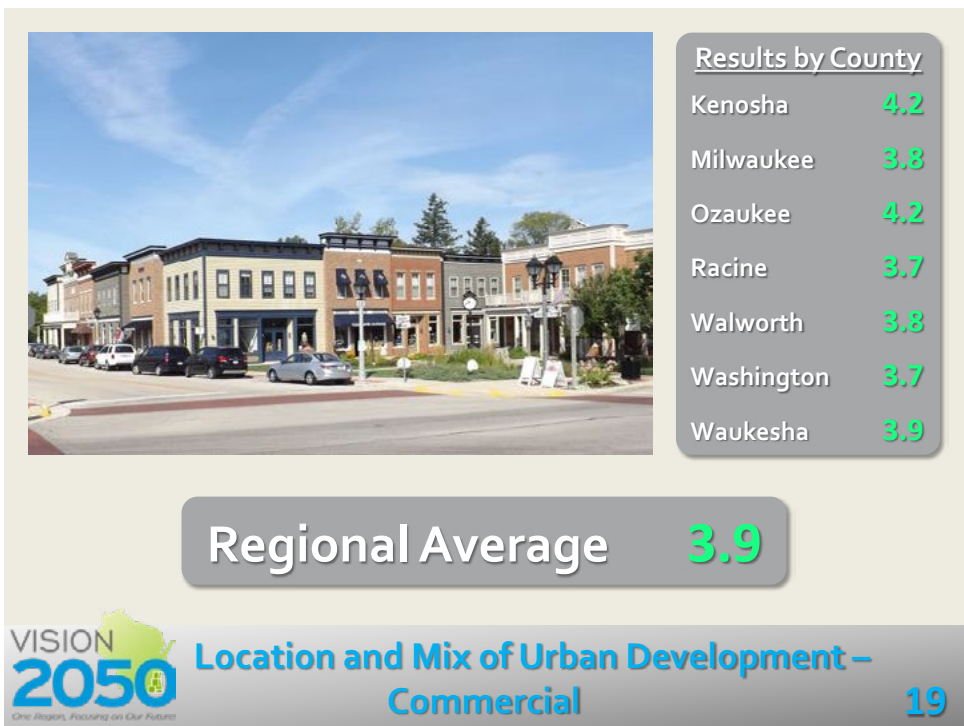 Results by County
Kenosha 4.2
Milwaukee 3.8
Ozaukee 4.2
Racine 3.7
Walworth 3.8
Washington 3.7
Waukesha 3.9
Regional Average 3.9
VISION
2050
One Region, Focusing on Our Future
Location and Mix of Urban Development –
Commercial
19